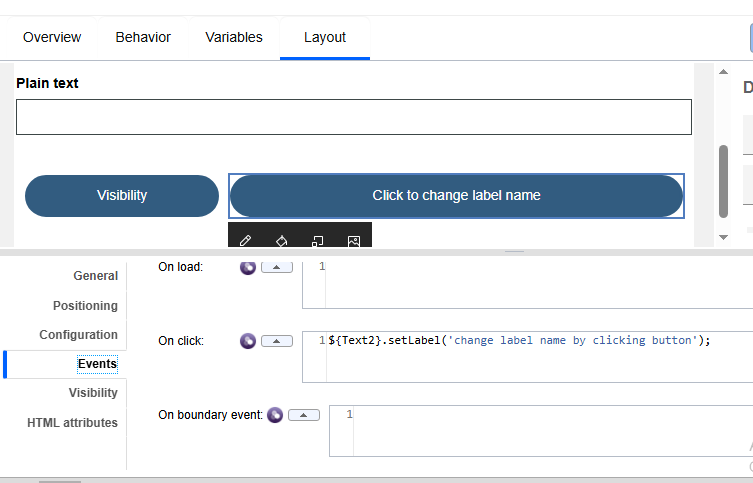 Overview Behavior Variables Layout
Plain text
Visibility Click to change label name
General
Positioning
Configuration
Events
Visibility
HTML attributes
On load: 1
On click: 1 ${Text2}.setLabel('change label name by clicking button');
On boundary event: 1